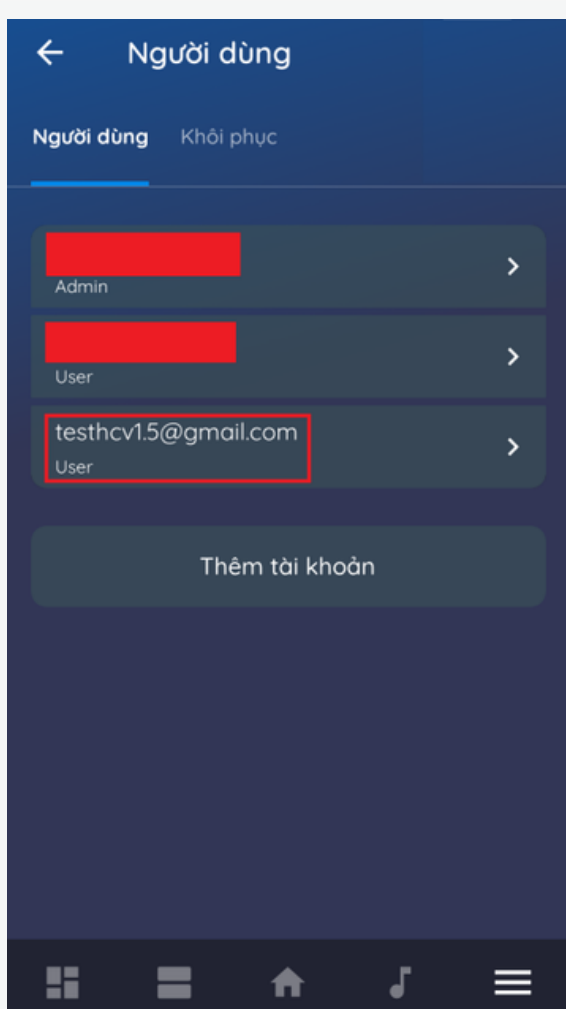 Người dùng
Người dùng Khôi phục
Admin
User
testhcv1.5@gmail.com
User
Thêm tài khoản